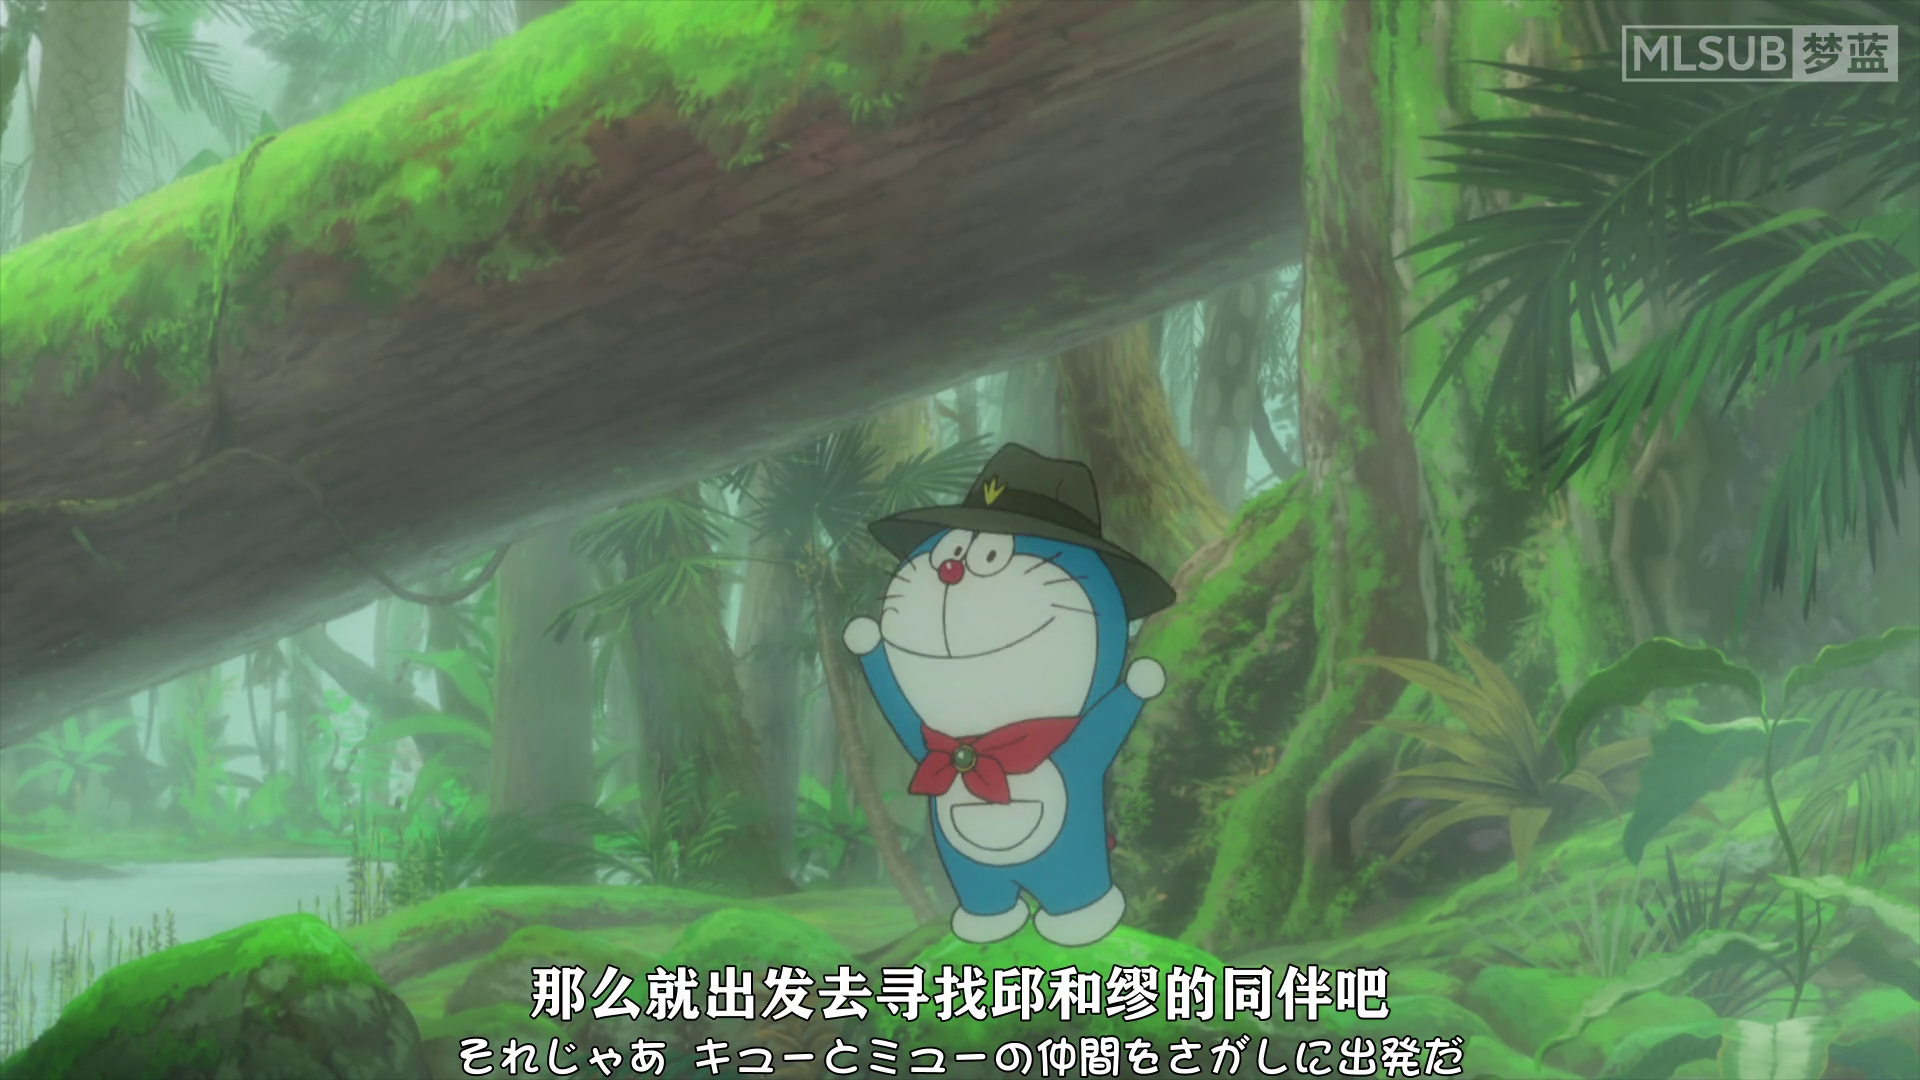 MLSUB 梦蓝
那么就出发去寻找邱和缪的同伴吧
それじゃあ キューとミューの仲間をさがしに出発だ